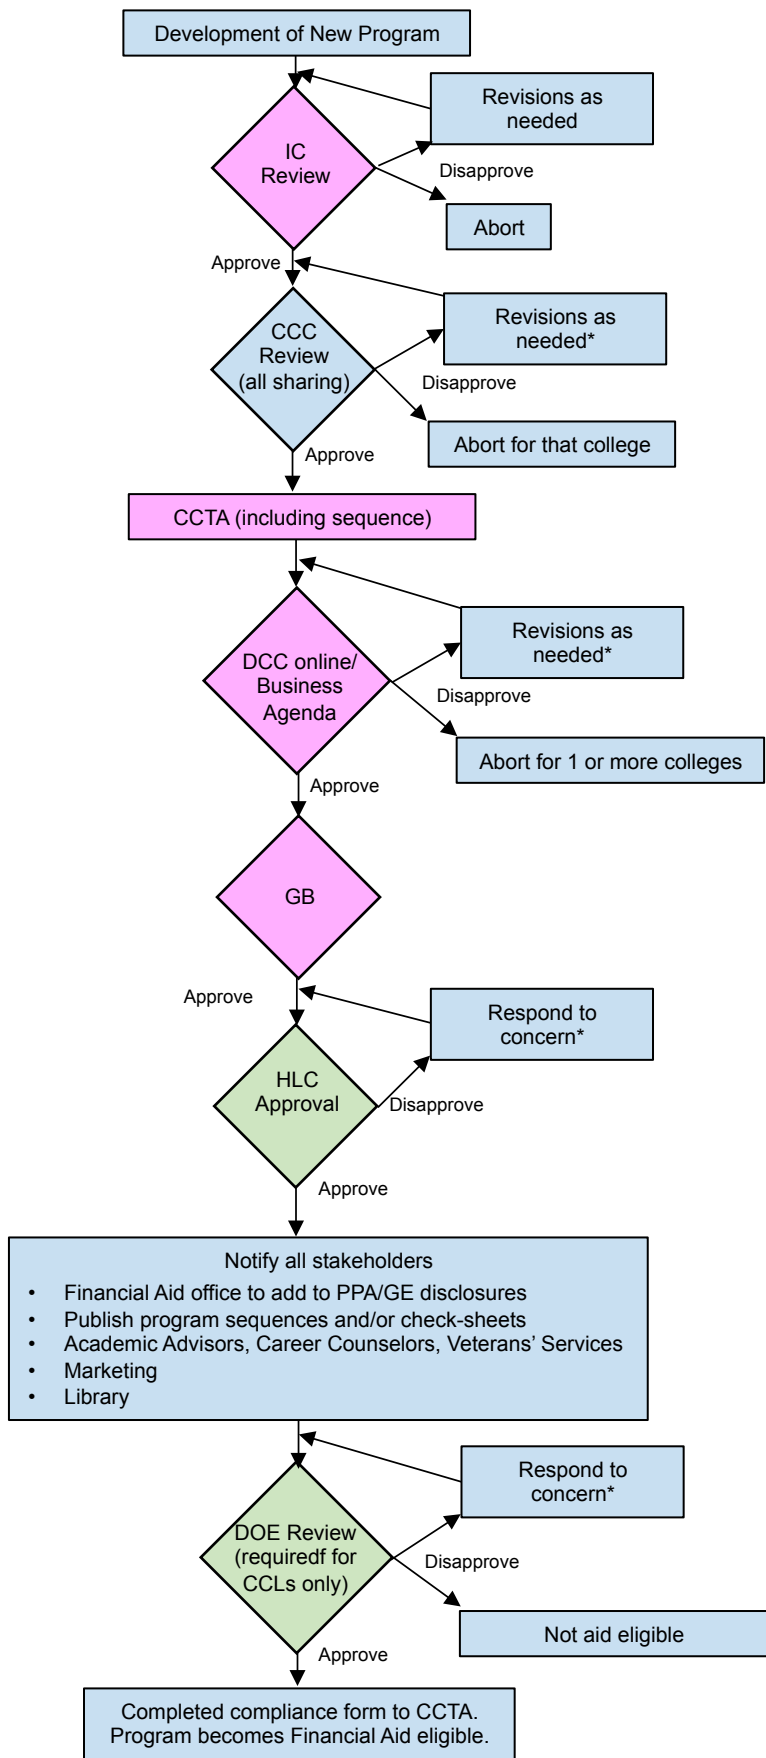 Development of New Program
Revisions as
needed
IC
Review
Disapprove
Abort
Approve
Revisions as
needed*
CCC
Review
(all sharing)
Disapprove
Abort for that college
Approve
CCTA (including sequence)
Revisions as
needed*
DCC online/
Business
Agenda
Disapprove
Abort for 1 or more colleges
Approve
GB
Approve
Respond to
concern*
HLC
Approval
Disapprove
Approve
Notify all stakeholders
• Financial Aid office to add to PPA/GE disclosures
• Publish program sequences and/or check-sheets
• Academic Advisors, Career Counselors, Veterans’ Services
• Marketing
• Library
Respond to
concern*
DOE Review
(requiredf for
CCLs only)
Disapprove
Not aid eligible
Approve
Completed compliance form to CCTA.
Program becomes Financial Aid eligible.